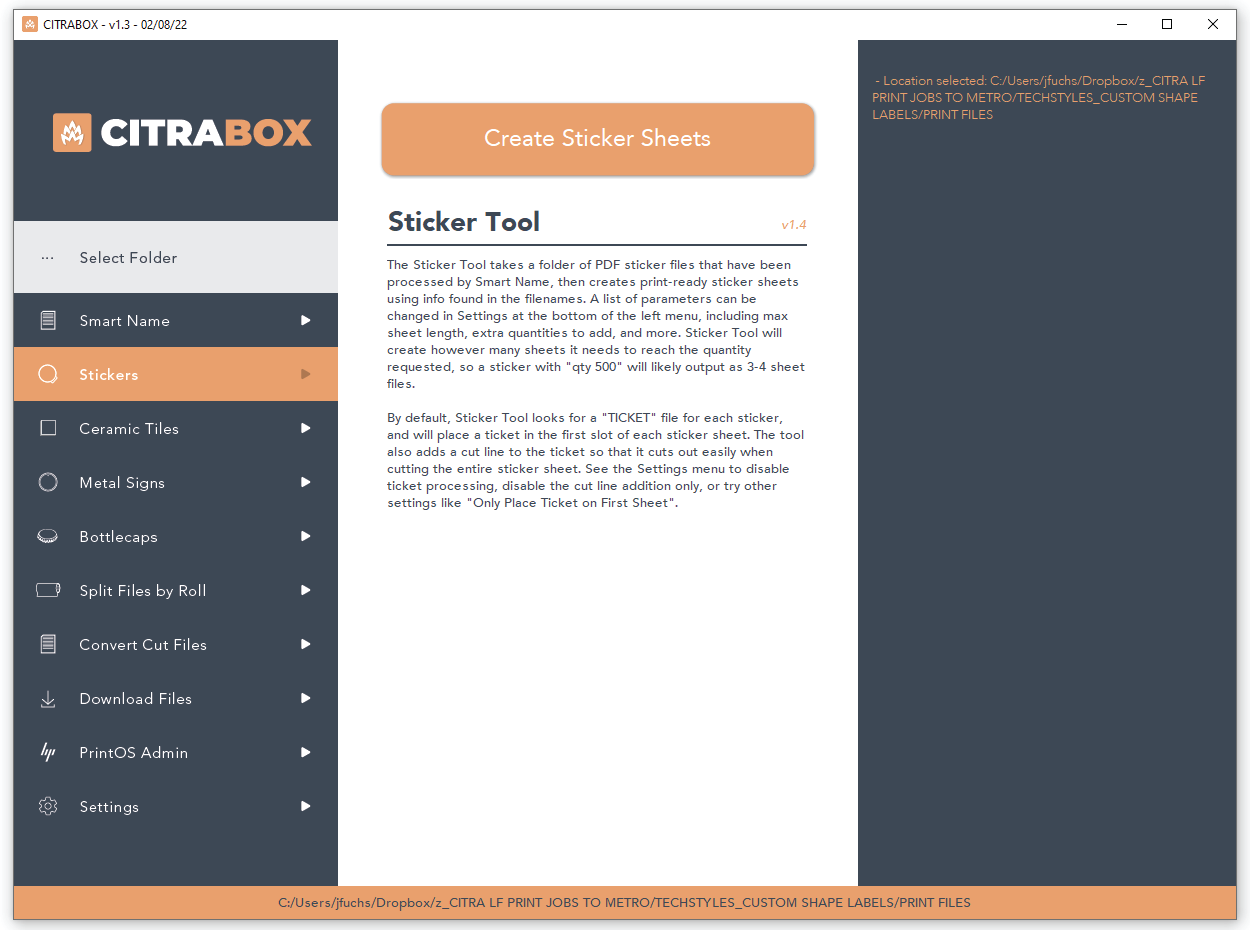 CITRABOX - v1.3 - 02/08/22
CITRABOX
... Select Folder
Smart Name
Stickers
Ceramic Tiles
Metal Signs
Bottlecaps
Split Files by Roll
Convert Cut Files
Download Files
hp PrintOS Admin
Settings
Create Sticker Sheets
Sticker Tool v1.4
The Sticker Tool takes a folder of PDF sticker files that have been
processed by Smart Name, then creates print-ready sticker sheets
using info found in the filenames. A list of parameters can be
changed in Settings at the bottom of the left menu, including max
sheet length, extra quantities to add, and more. Sticker Tool will
create however many sheets it needs to reach the quantity
requested, so a sticker with "qty 500" will likely output as 3-4 sheet
files.
By default, Sticker Tool looks for a "TICKET" file for each sticker,
and will place a ticket in the first slot of each sticker sheet. The tool
also adds a cut line to the ticket so that it cuts out easily when
cutting the entire sticker sheet. See the Settings menu to disable
ticket processing, disable the cut line addition only, or try other
settings like "Only Place Ticket on First Sheet".
- Location selected: C:/Users/jfuchs/Dropbox/z_CITRA LF
PRINT JOBS TO METRO/TECHSTYLES_CUSTOM SHAPE
LABELS/PRINT FILES
C:/Users/jfuchs/Dropbox/z_CITRA LF PRINT JOBS TO METRO/TECHSTYLES_CUSTOM SHAPE LABELS/PRINT FILES